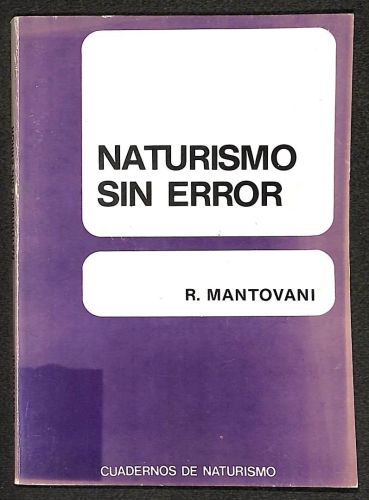 NATURISMO
SIN ERROR
R. MANTOVANI
CUADERNOS DE NATURISMO